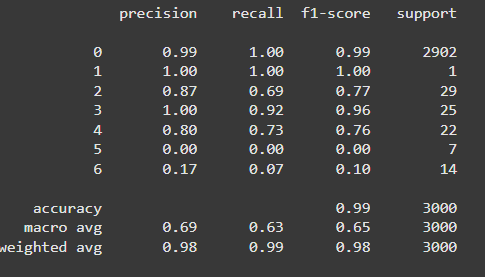 precision recall f1-score support
0 0.99 1.00 0.99 2902
1 1.00 1.00 1.00 1
2 0.87 0.69 0.77 29
3 1.00 0.92 0.96 25
4 0.80 0.73 0.76 22
5 0.00 0.00 0.00 7
6 0.17 0.07 0.10 14
accuracy 0.99 3000
macro avg 0.69 0.63 0.65 3000
weighted avg 0.98 0.99 0.98 3000